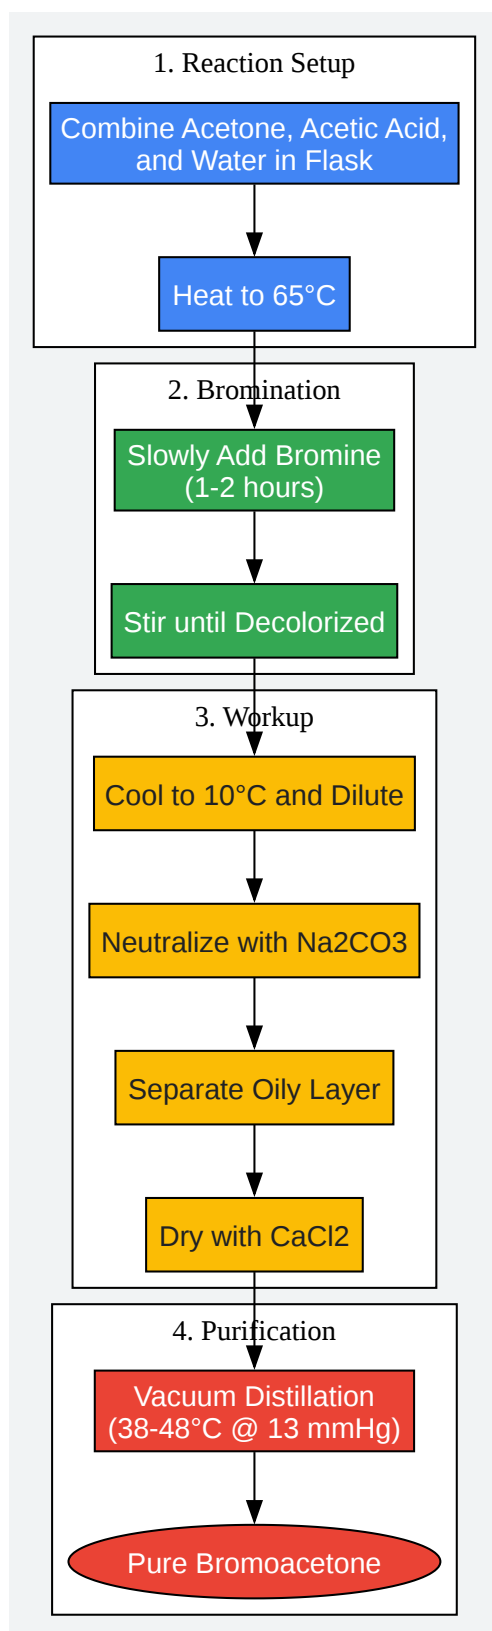 1. Reaction Setup
Combine Acetone, Acetic Acid,
and Water in Flask
Heat to 65°C
2. Bromination
Slowly Add Bromine
(1-2 hours)
Stir until Decolorized
3. Workup
Cool to 10°C and Dilute
Neutralize with Na2CO3
Separate Oily Layer
Dry with CaCl2
4. Purification
Vacuum Distillation
(38-48°C @ 13 mmHg)
Pure Bromoacetone